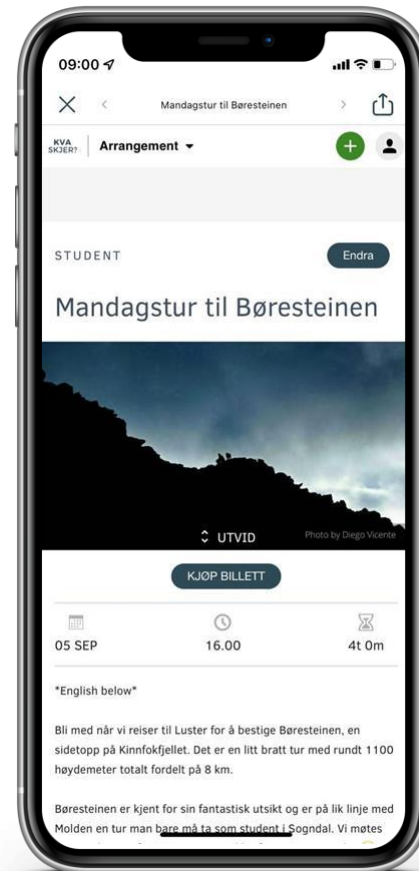 09:00
Mandagstur til Børesteinen
KVA
SKJER?
Arrangement
STUDENT
Endra
Mandagstur til Børesteinen
UTVID
Photo by Diego Vicente
KJØP BILLETT
05 SEP
16.00
4t 0m
*English below*
Bli med når vi reiser til Luster for å bestige Børesteinen, en
sidetopp på Kinnfokfjellet. Det er en litt bratt tur med rundt 1100
høydemeter totalt fordelt på 8 km.
Børesteinen er kjent for sin fantastisk utsikt og er på lik linje med
Molden en tur man bare må ta som student i Sogndal. Vi møtes